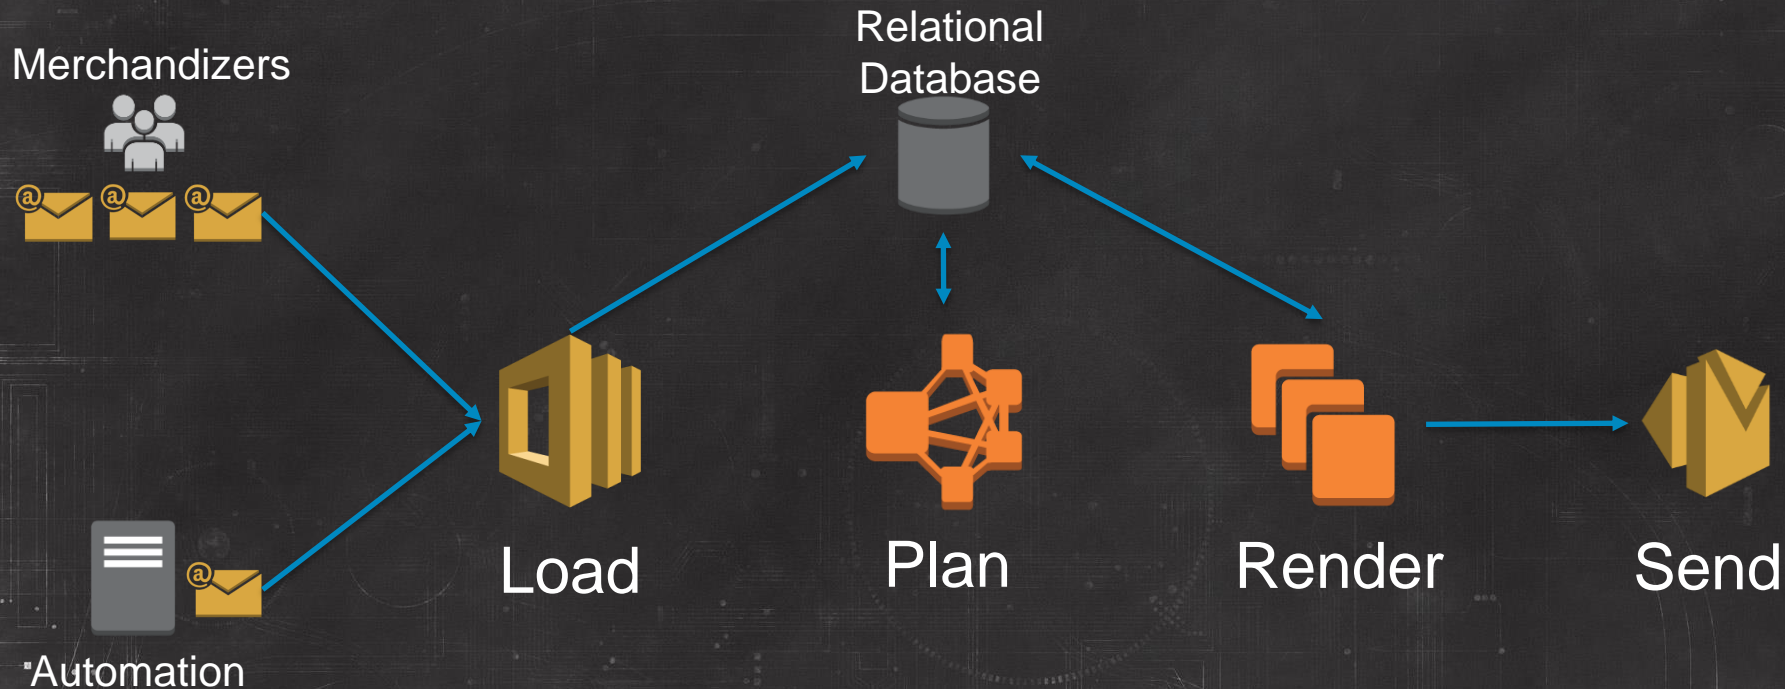 Merchandizers
Relational
Database
@
@
@
Load
Plan
Render
Send
@
Automation